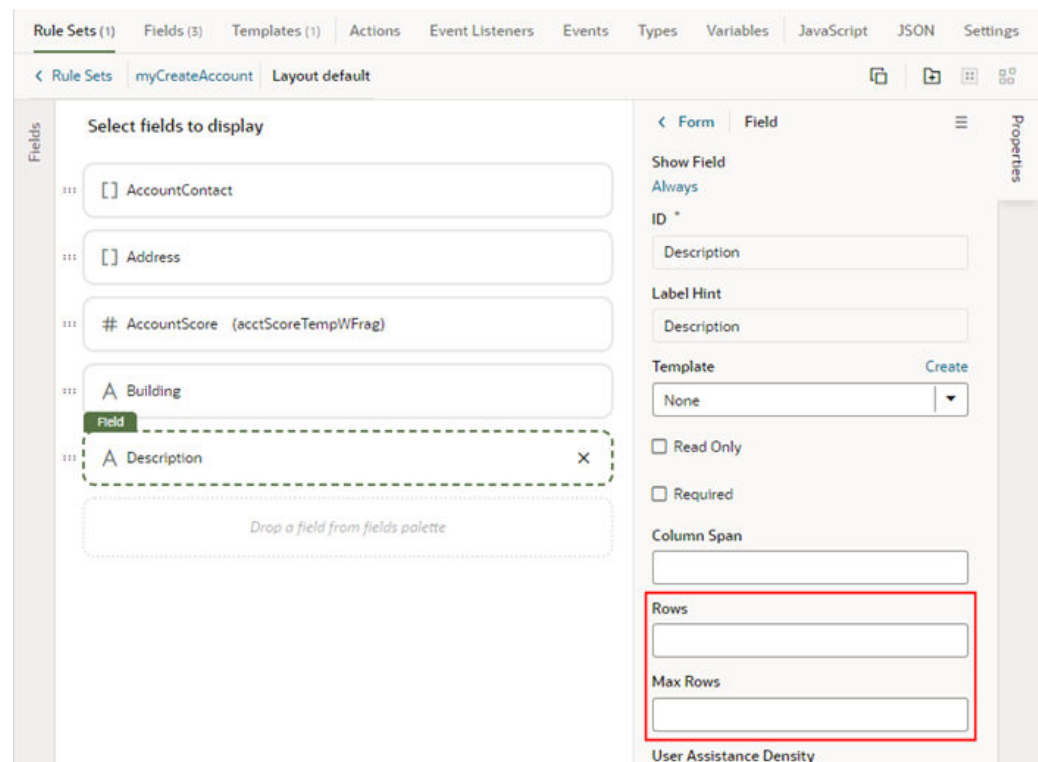 Rule Sets (1) Fields (3) Templates (1) Actions Event Listeners Events Types Variables JavaScript JSON Settings
Rule Sets myCreateAccount Layout default
Fields
Select fields to display
[] AccountContact
[] Address
# AccountScore (acctScoreTempWFrag)
A Building
Field
A Description
Drop a field from fields palette
Form Field
Properties
Show Field
Always
ID *
Description
Label Hint
Description
Template Create
None
Read Only
Required
Column Span
Rows
Max Rows
User Assistance Density